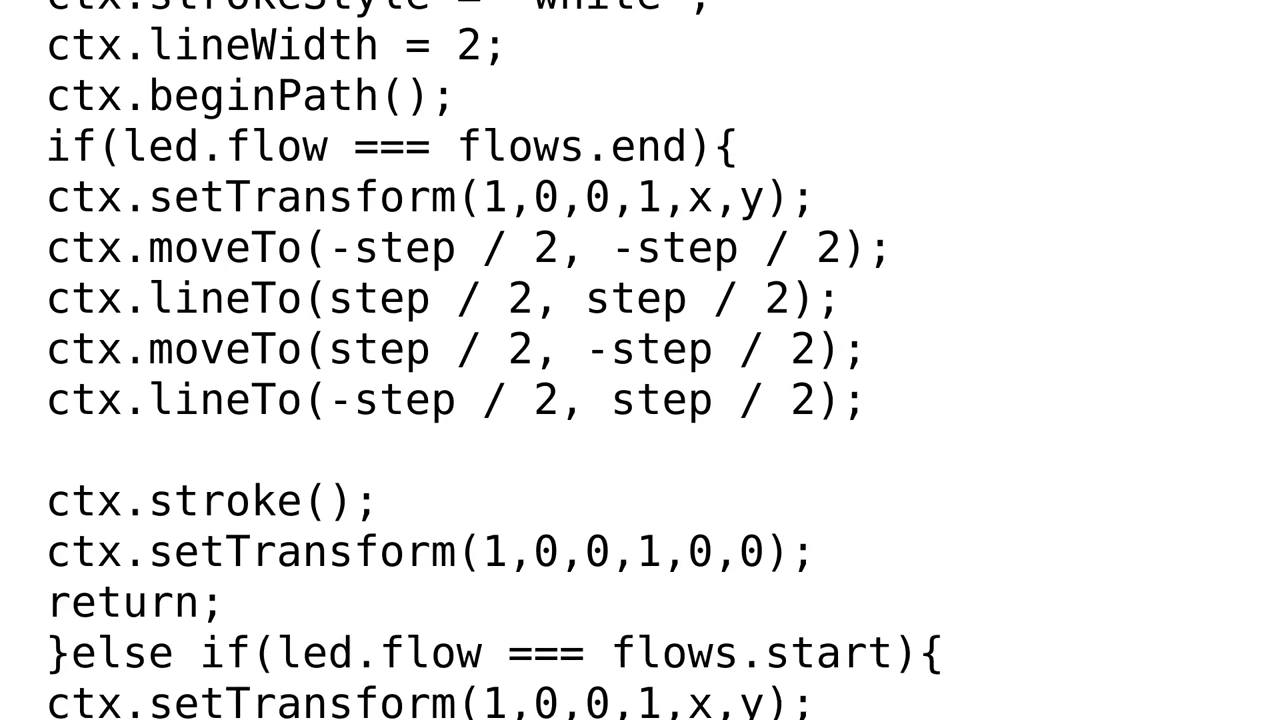 ctx.strokeStyle = "white";
ctx.lineWidth = 2;
ctx.beginPath();
if(led.flow === flows.end){
ctx.setTransform(1,0,0,1,x,y);
ctx.moveTo(-step / 2, -step / 2);
ctx.lineTo(step / 2, step / 2);
ctx.moveTo(step / 2, -step / 2);
ctx.lineTo(-step / 2, step / 2);
ctx.stroke();
ctx.setTransform(1,0,0,1,0,0);
return;
}else if(led.flow === flows.start){
ctx.setTransform(1,0,0,1,x,y);